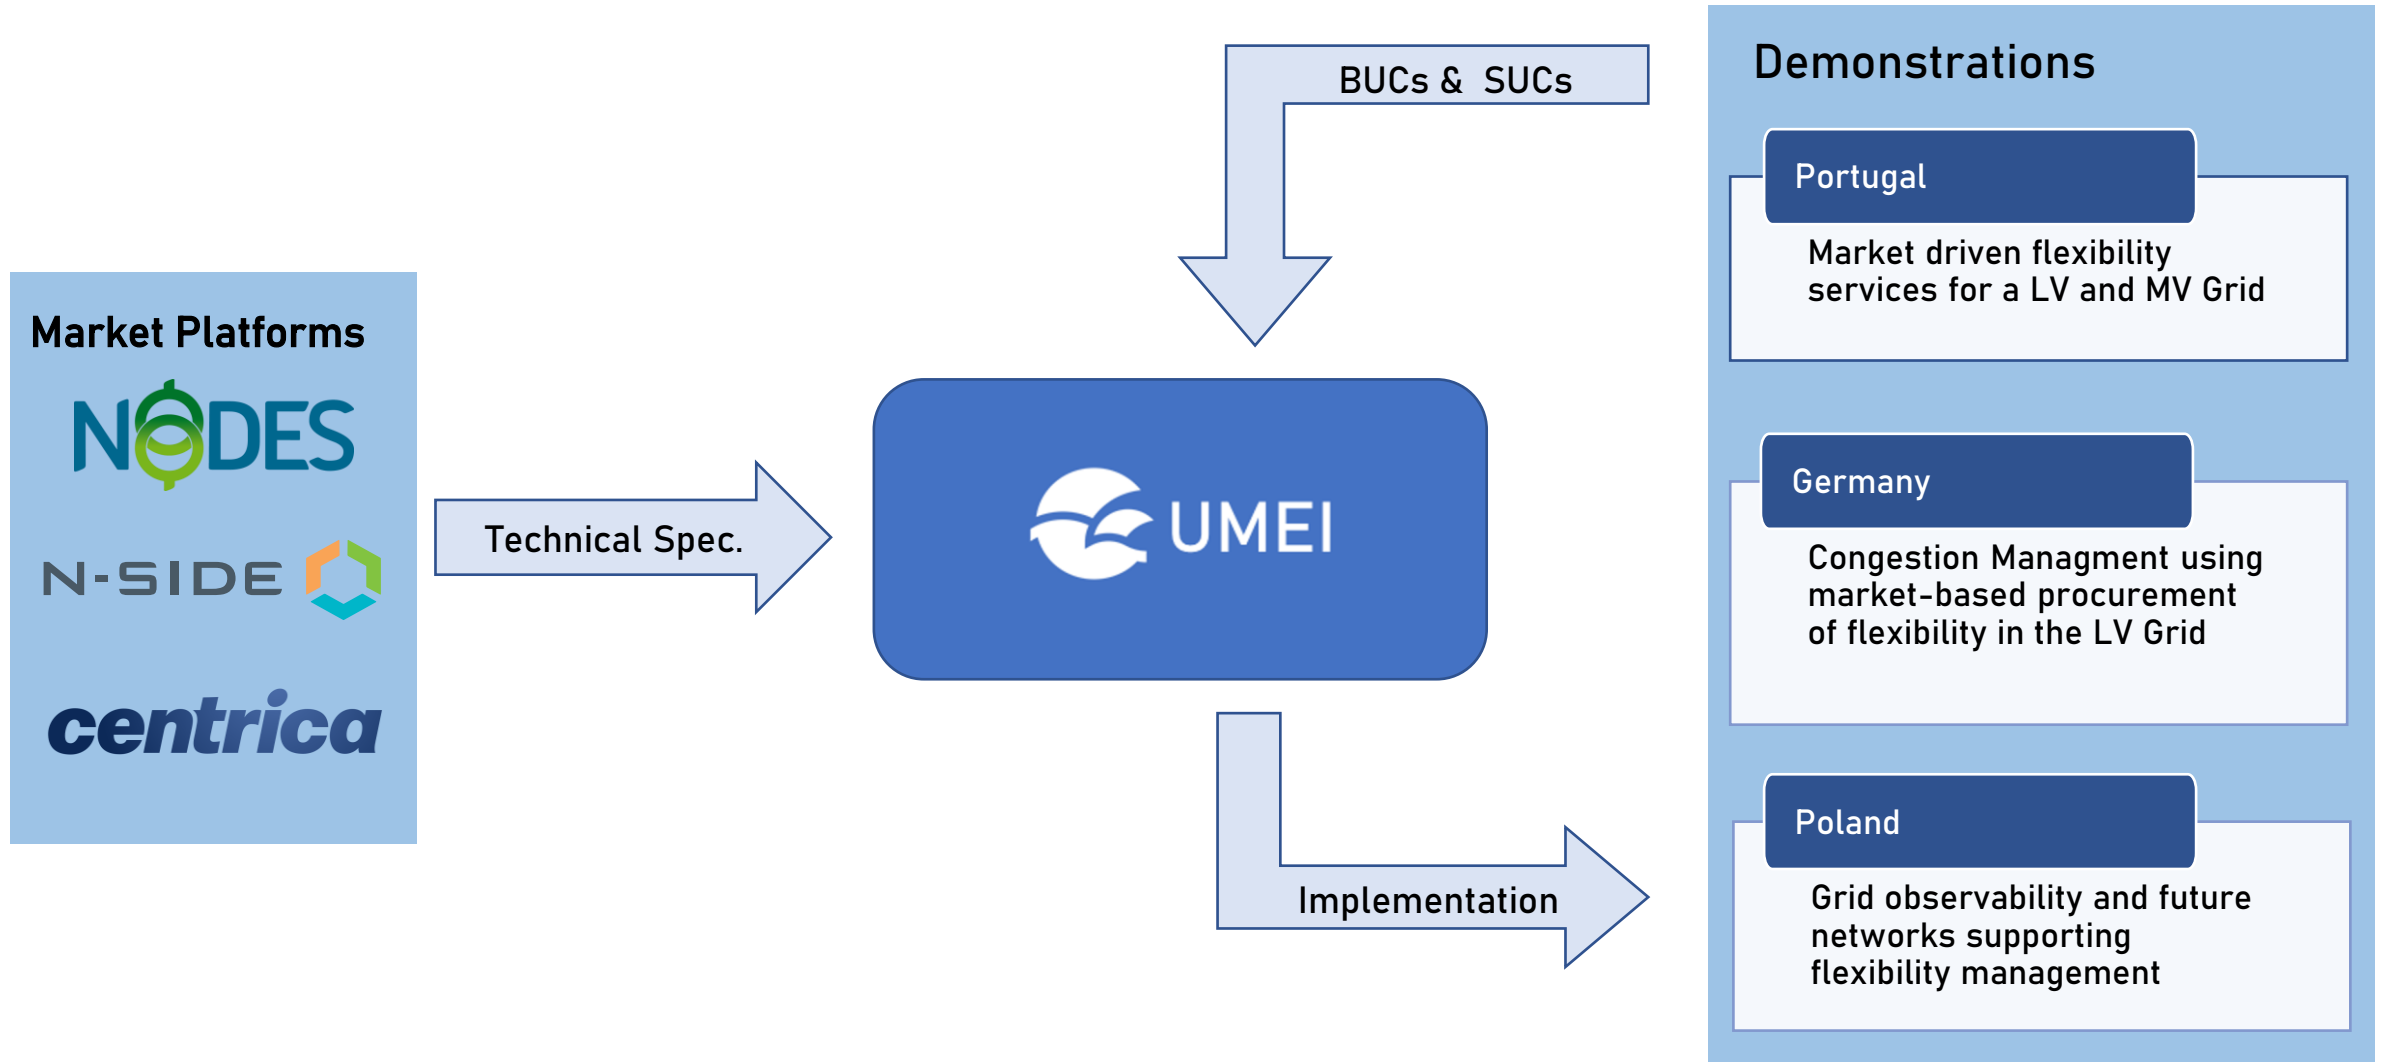 Market Platforms
NODES
N-SIDE
centrica
Technical Spec.
BUCs & SUCs
UMEI
Implementation
Demonstrations
Portugal
Market driven flexibility
services for a LV and MV Grid
Germany
Congestion Managment using
market-based procurement
of flexibility in the LV Grid
Poland
Grid observability and future
networks supporting
flexibility management